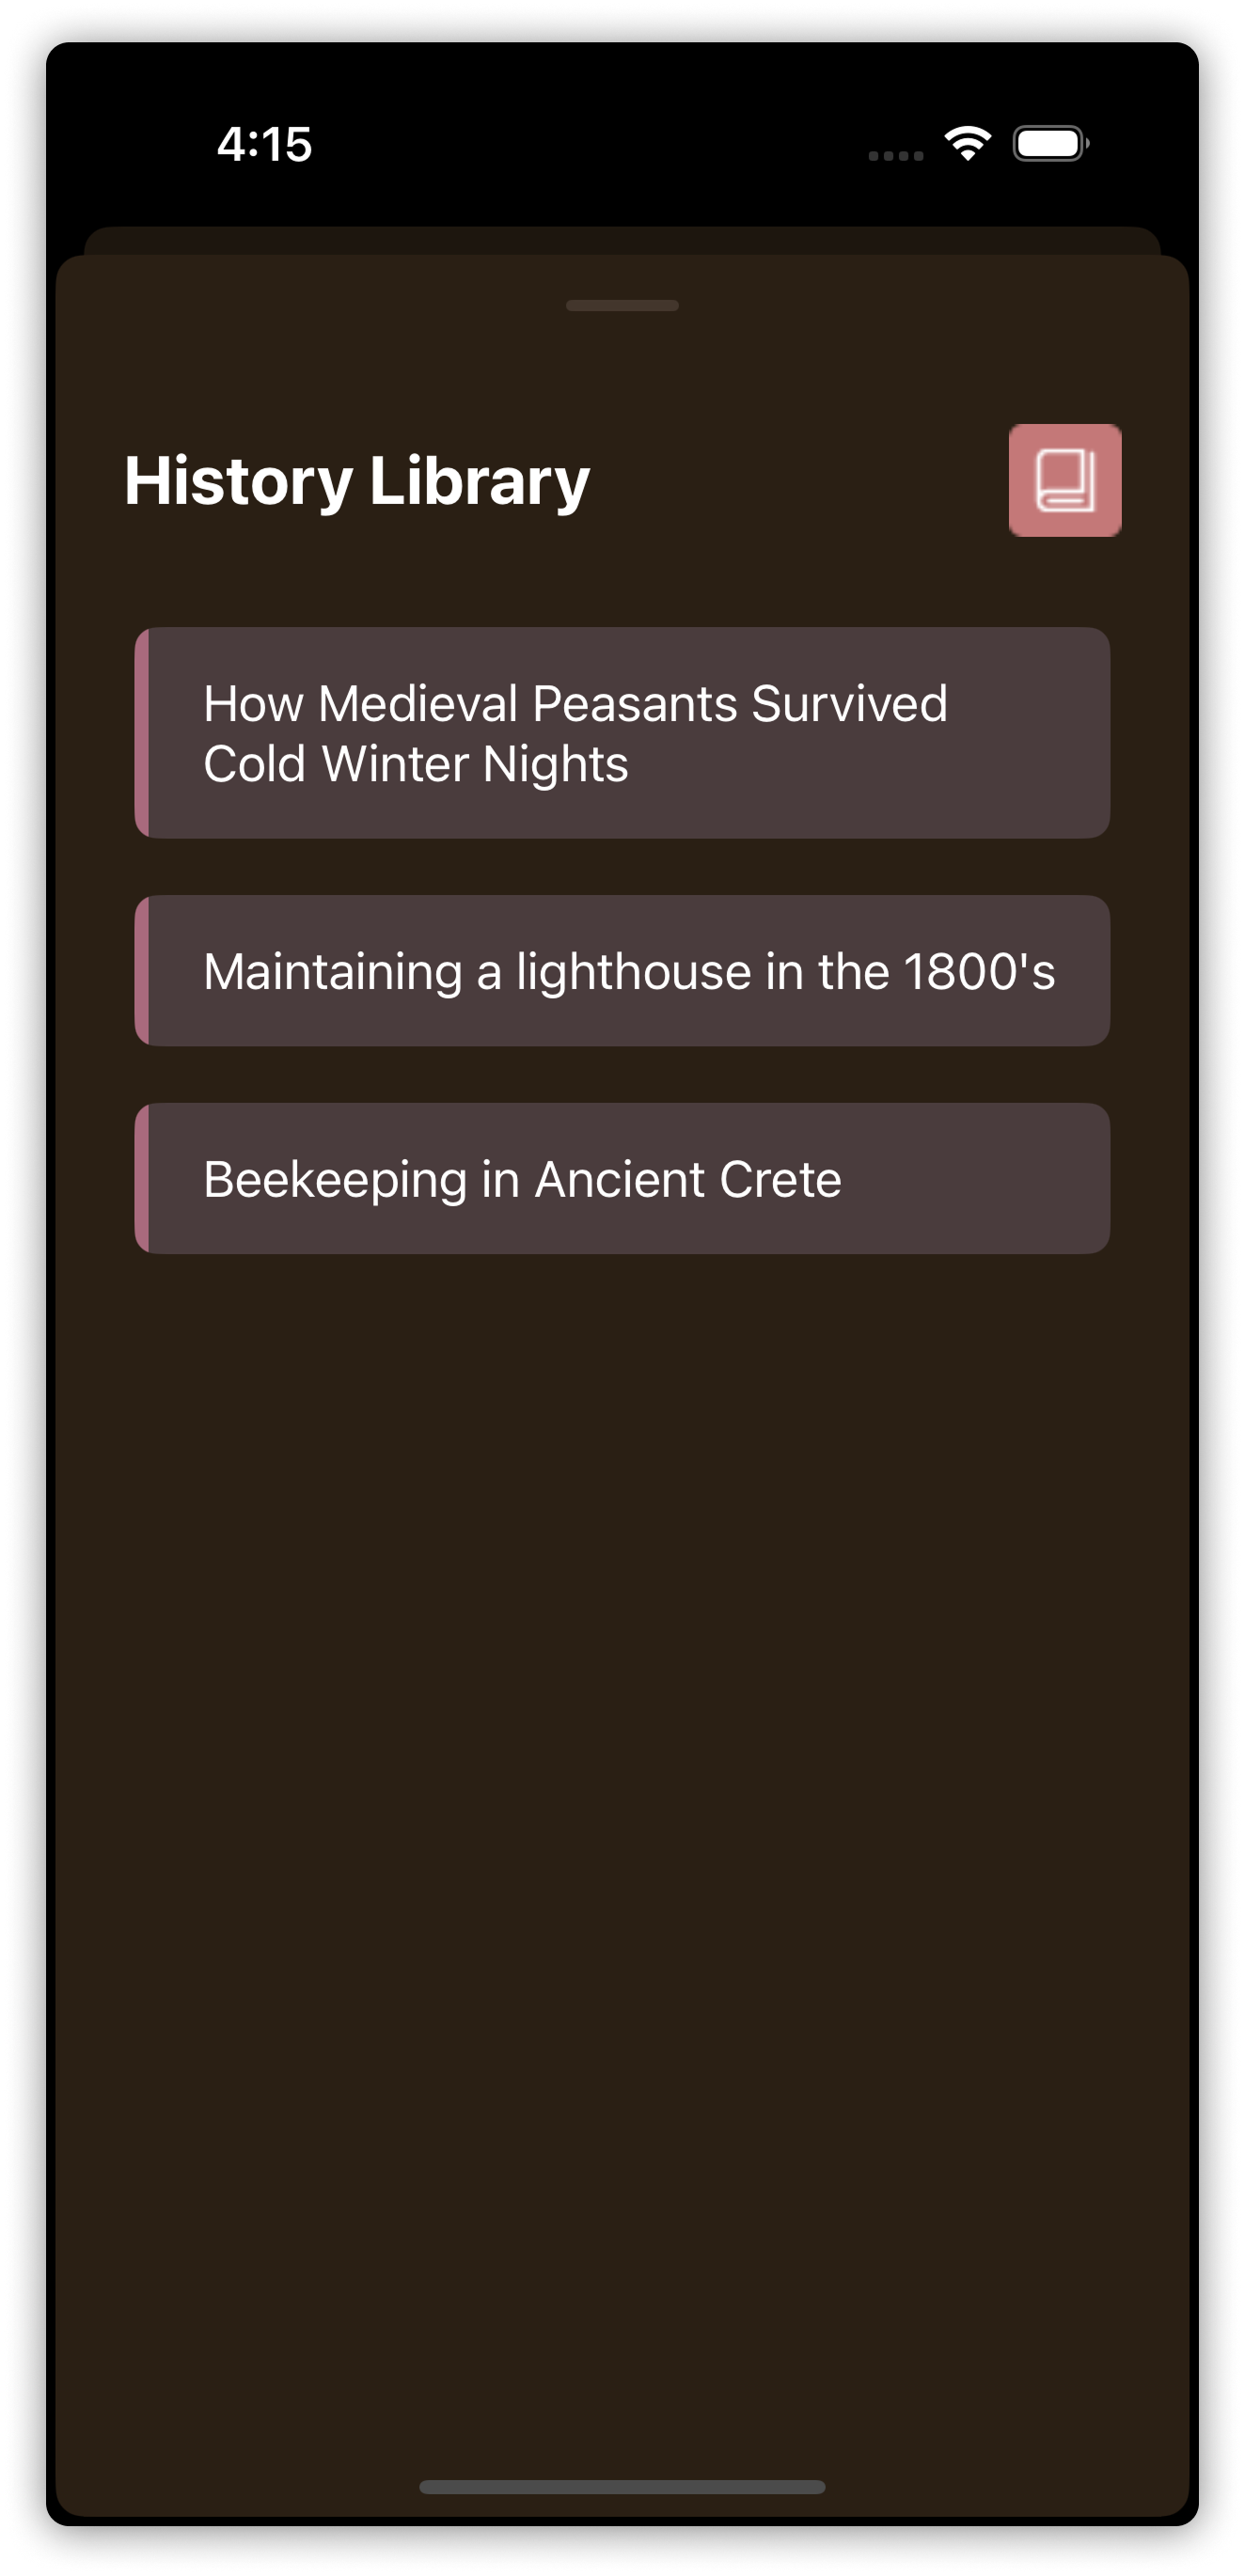 4:15
History Library
How Medieval Peasants Survived
Cold Winter Nights
Maintaining a lighthouse in the 1800's
Beekeeping in Ancient Crete